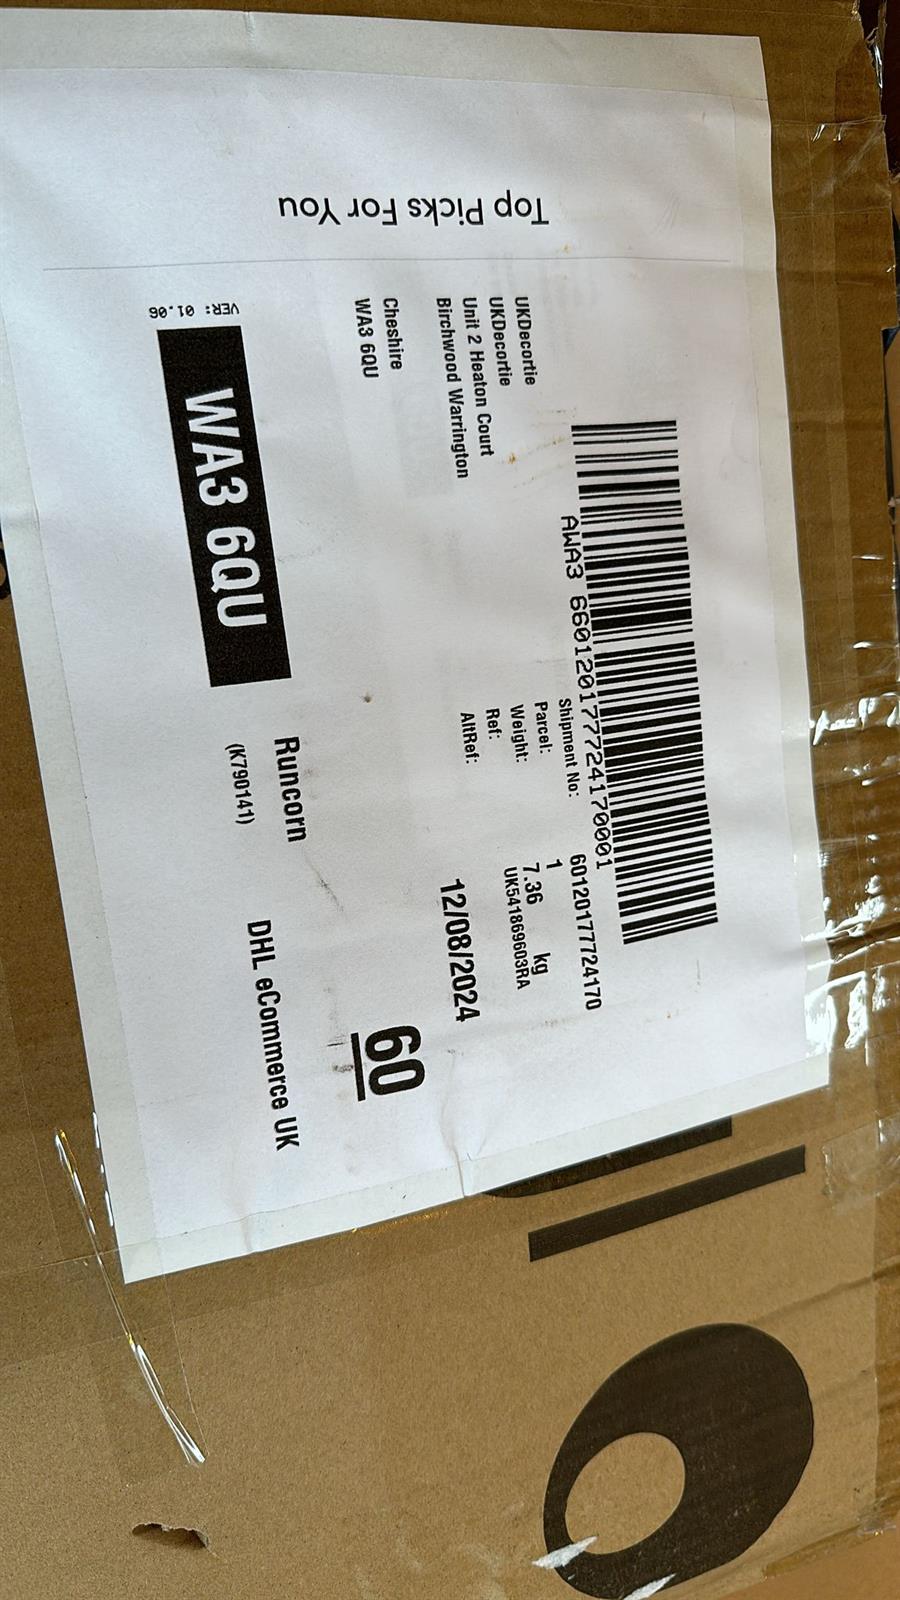 Top Picks For You
AWA3 660120177724170001
UKDecortie
UKDecortie
Unit 2 Heaton Court
Birchwood Warrington
Cheshire
WA3 6QU
Shipment No: 60120177724170
Parcel: 1
Weight: 7.36 kg
Ref: UK541869603RA
AltRef:
12/08/2024
60
VER: 01.06
WA3 6QU
Runcorn
(K790141)
DHL eCommerce UK